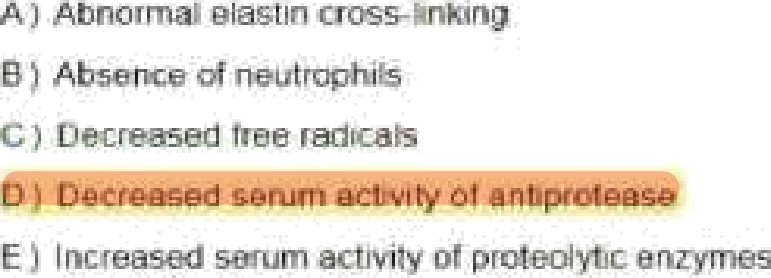 A) Abnormal elastin cross-linking
B) Absence of neutrophils
C) Decreased free radicals
D) Decreased serum activity of antiprotease
E) Increased serum activity of proteolytic enzymes